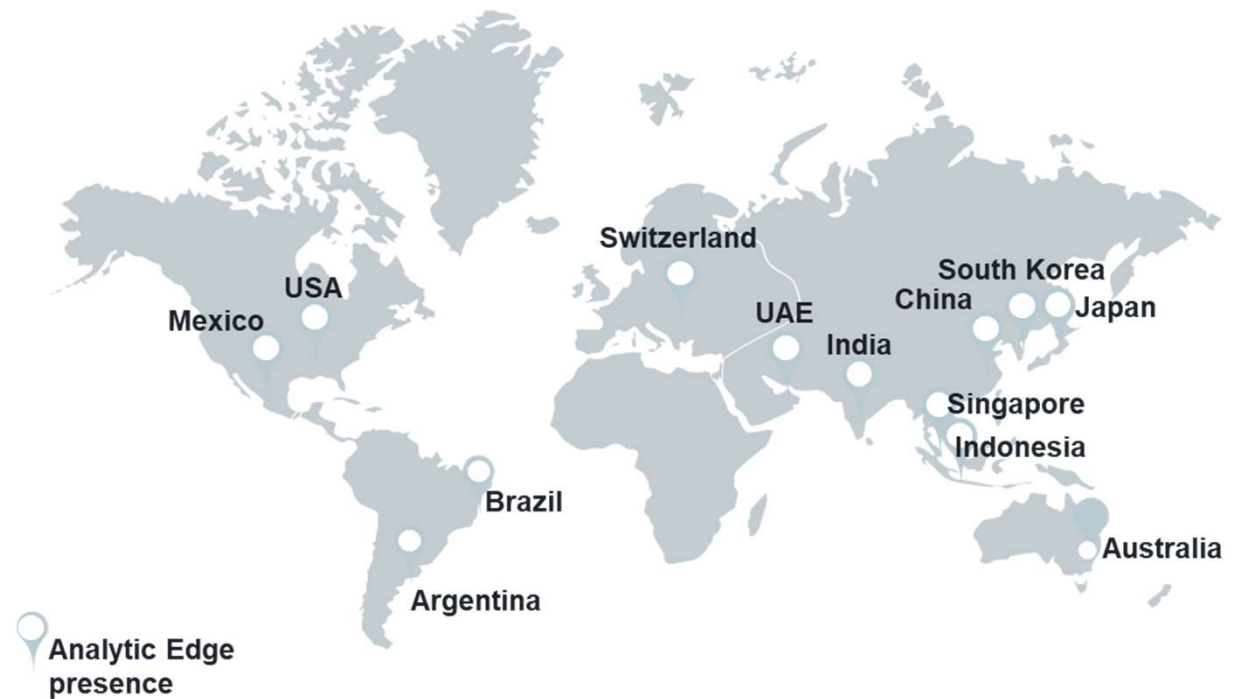 Switzerland
South Korea
USA
China
Mexico
UAE
Japan
India
Singapore
Indonesia
Brazil
Australia
Argentina
Analytic Edge
presence